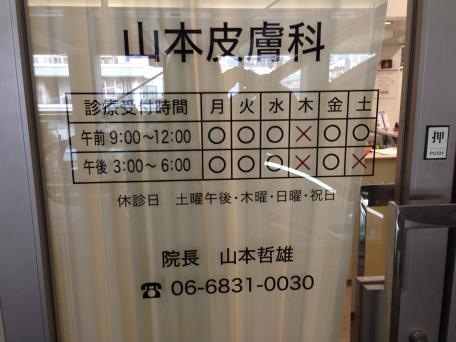 山本皮膚科
診療受付時間 月 火 水 木 金 土
午前 9:00〜12:00 ○ ○ ○ × ○ ○
午後 3:00〜6:00 ○ ○ ○ × ○ ×
休診日 土曜午後・木曜・日曜・祝日
院長 山本哲雄
☎ 06-6831-0030
押
PUSH